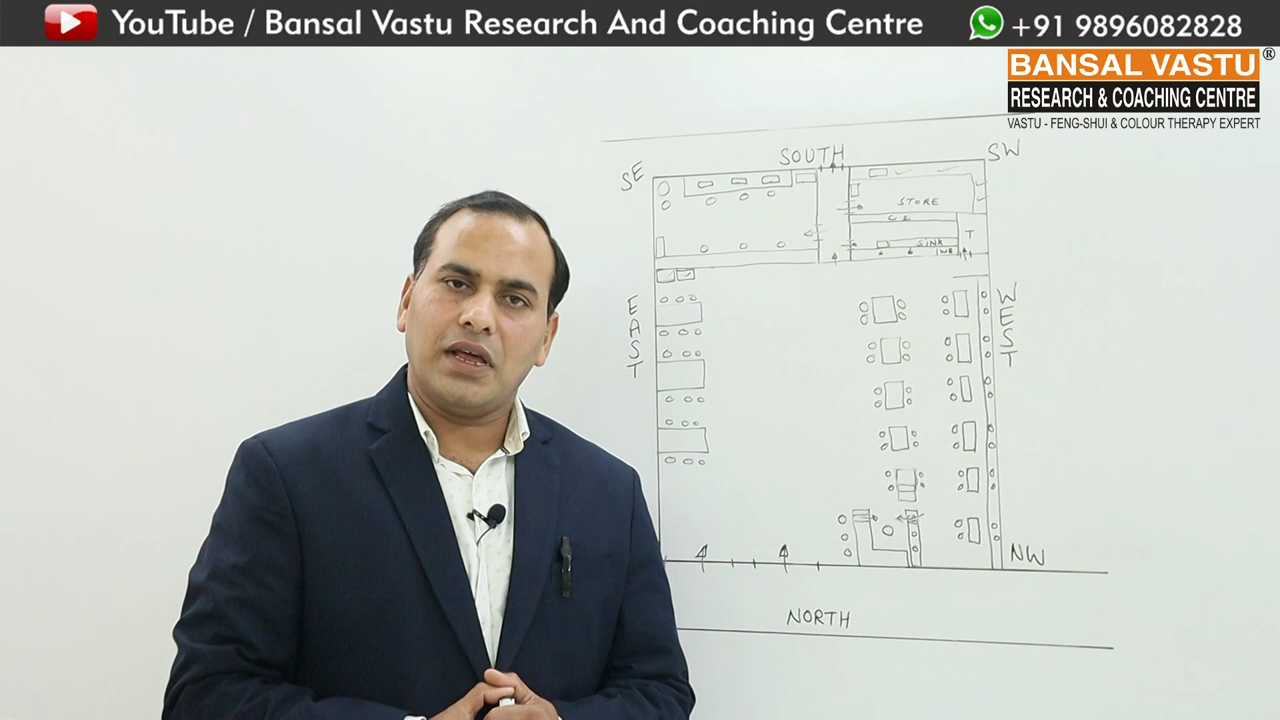 YouTube / Bansal Vastu Research And Coaching Centre
+91 9896082828
BANSAL VASTU®
RESEARCH & COACHING CENTRE
VASTU - FENG-SHUI & COLOUR THERAPY EXPERT
SOUTH
SW
SE
STORE
T
SINK
EAST
WEST
NW
NORTH